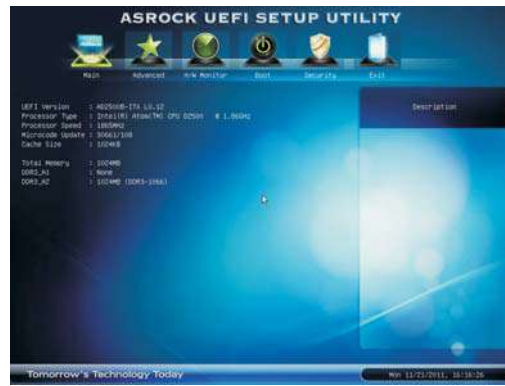 ASROCK UEFI SETUP UTILITY
Main Advanced H/W Monitor Boot Security Exit
UEFI Version : AD2500B-ITX L0.12
Processor Type : Intel(R) Atom(TM) CPU D2500 @ 1.86GHz
Processor Speed : 1865MHz
Microcode Update : 30661/108
Cache Size : 1024KB
Total Memory : 1024MB
DDR3_A1 : None
DDR3_A2 : 1024MB (DDR3-1066)
Description
Tomorrow's Technology Today
Mon 11/21/2011, 16:16:26